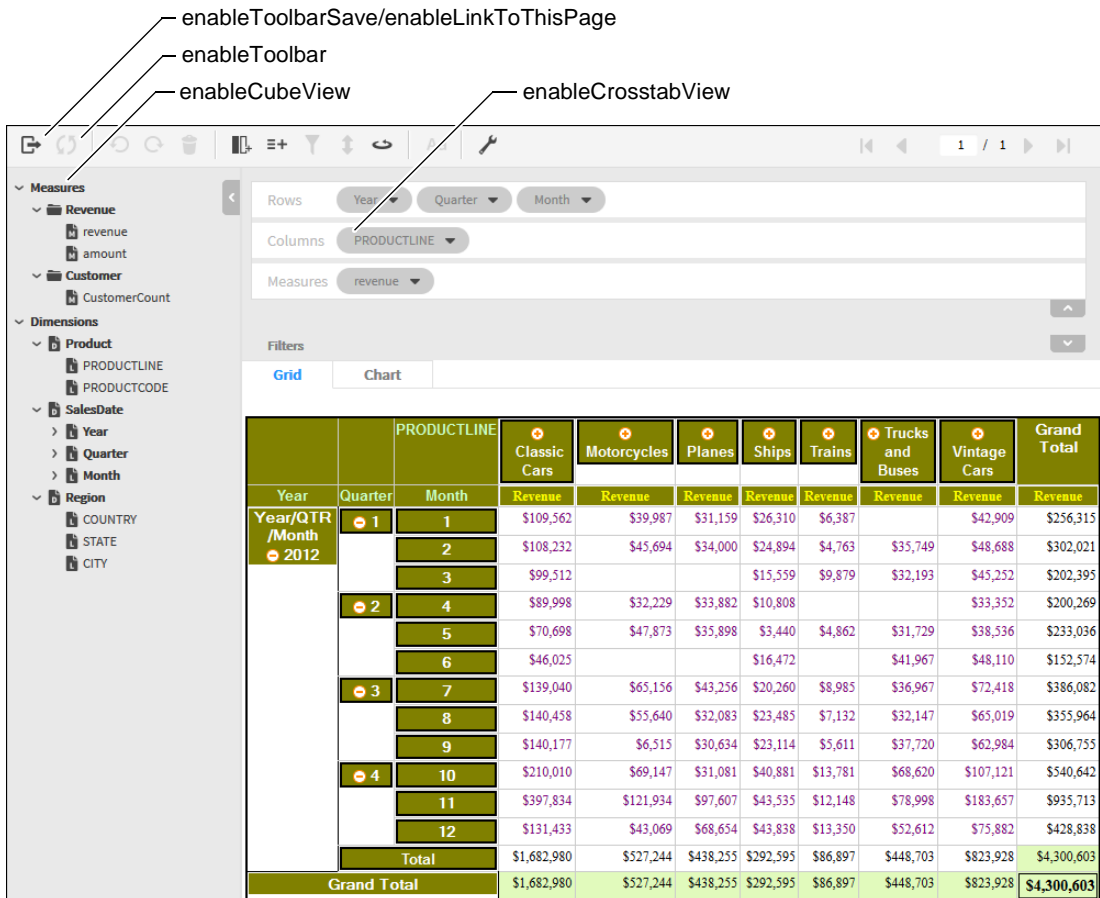 enableToolbarSave/enableLinkToThisPage
enableToolbar
enableCubeView
enableCrosstabView
1 / 1
Measures
Revenue
revenue
amount
Customer
CustomerCount
Dimensions
Product
PRODUCTLINE
PRODUCTCODE
SalesDate
Year
Quarter
Month
Region
COUNTRY
STATE
CITY
Rows Year Quarter Month
Columns PRODUCTLINE
Measures revenue
Filters
Grid Chart
PRODUCTLINE Classic Cars Motorcycles Planes Ships Trains Trucks and Buses Vintage Cars Grand Total
Year Quarter Month Revenue Revenue Revenue Revenue Revenue Revenue Revenue Revenue
Year/QTR /Month 2012
1 1 $109,562 $39,987 $31,159 $26,310 $6,387 $42,909 $256,315
2 $108,232 $45,694 $34,000 $24,894 $4,763 $35,749 $48,688 $302,021
3 $99,512 $15,559 $9,879 $32,193 $45,252 $202,395
2 4 $89,998 $32,229 $33,882 $10,808 $33,352 $200,269
5 $70,698 $47,873 $35,898 $3,440 $4,862 $31,729 $38,536 $233,036
6 $46,025 $16,472 $41,967 $48,110 $152,574
3 7 $139,040 $65,156 $43,256 $20,260 $8,985 $36,967 $72,418 $386,082
8 $140,458 $55,640 $32,083 $23,485 $7,132 $32,147 $65,019 $355,964
9 $140,177 $6,515 $30,634 $23,114 $5,611 $37,720 $62,984 $306,755
4 10 $210,010 $69,147 $31,081 $40,881 $13,781 $68,620 $107,121 $540,642
11 $397,834 $121,934 $97,607 $43,535 $12,148 $78,998 $183,657 $935,713
12 $131,433 $43,069 $68,654 $43,838 $13,350 $52,612 $75,882 $428,838
Total $1,682,980 $527,244 $438,255 $292,595 $86,897 $448,703 $823,928 $4,300,603
Grand Total $1,682,980 $527,244 $438,255 $292,595 $86,897 $448,703 $823,928 $4,300,603